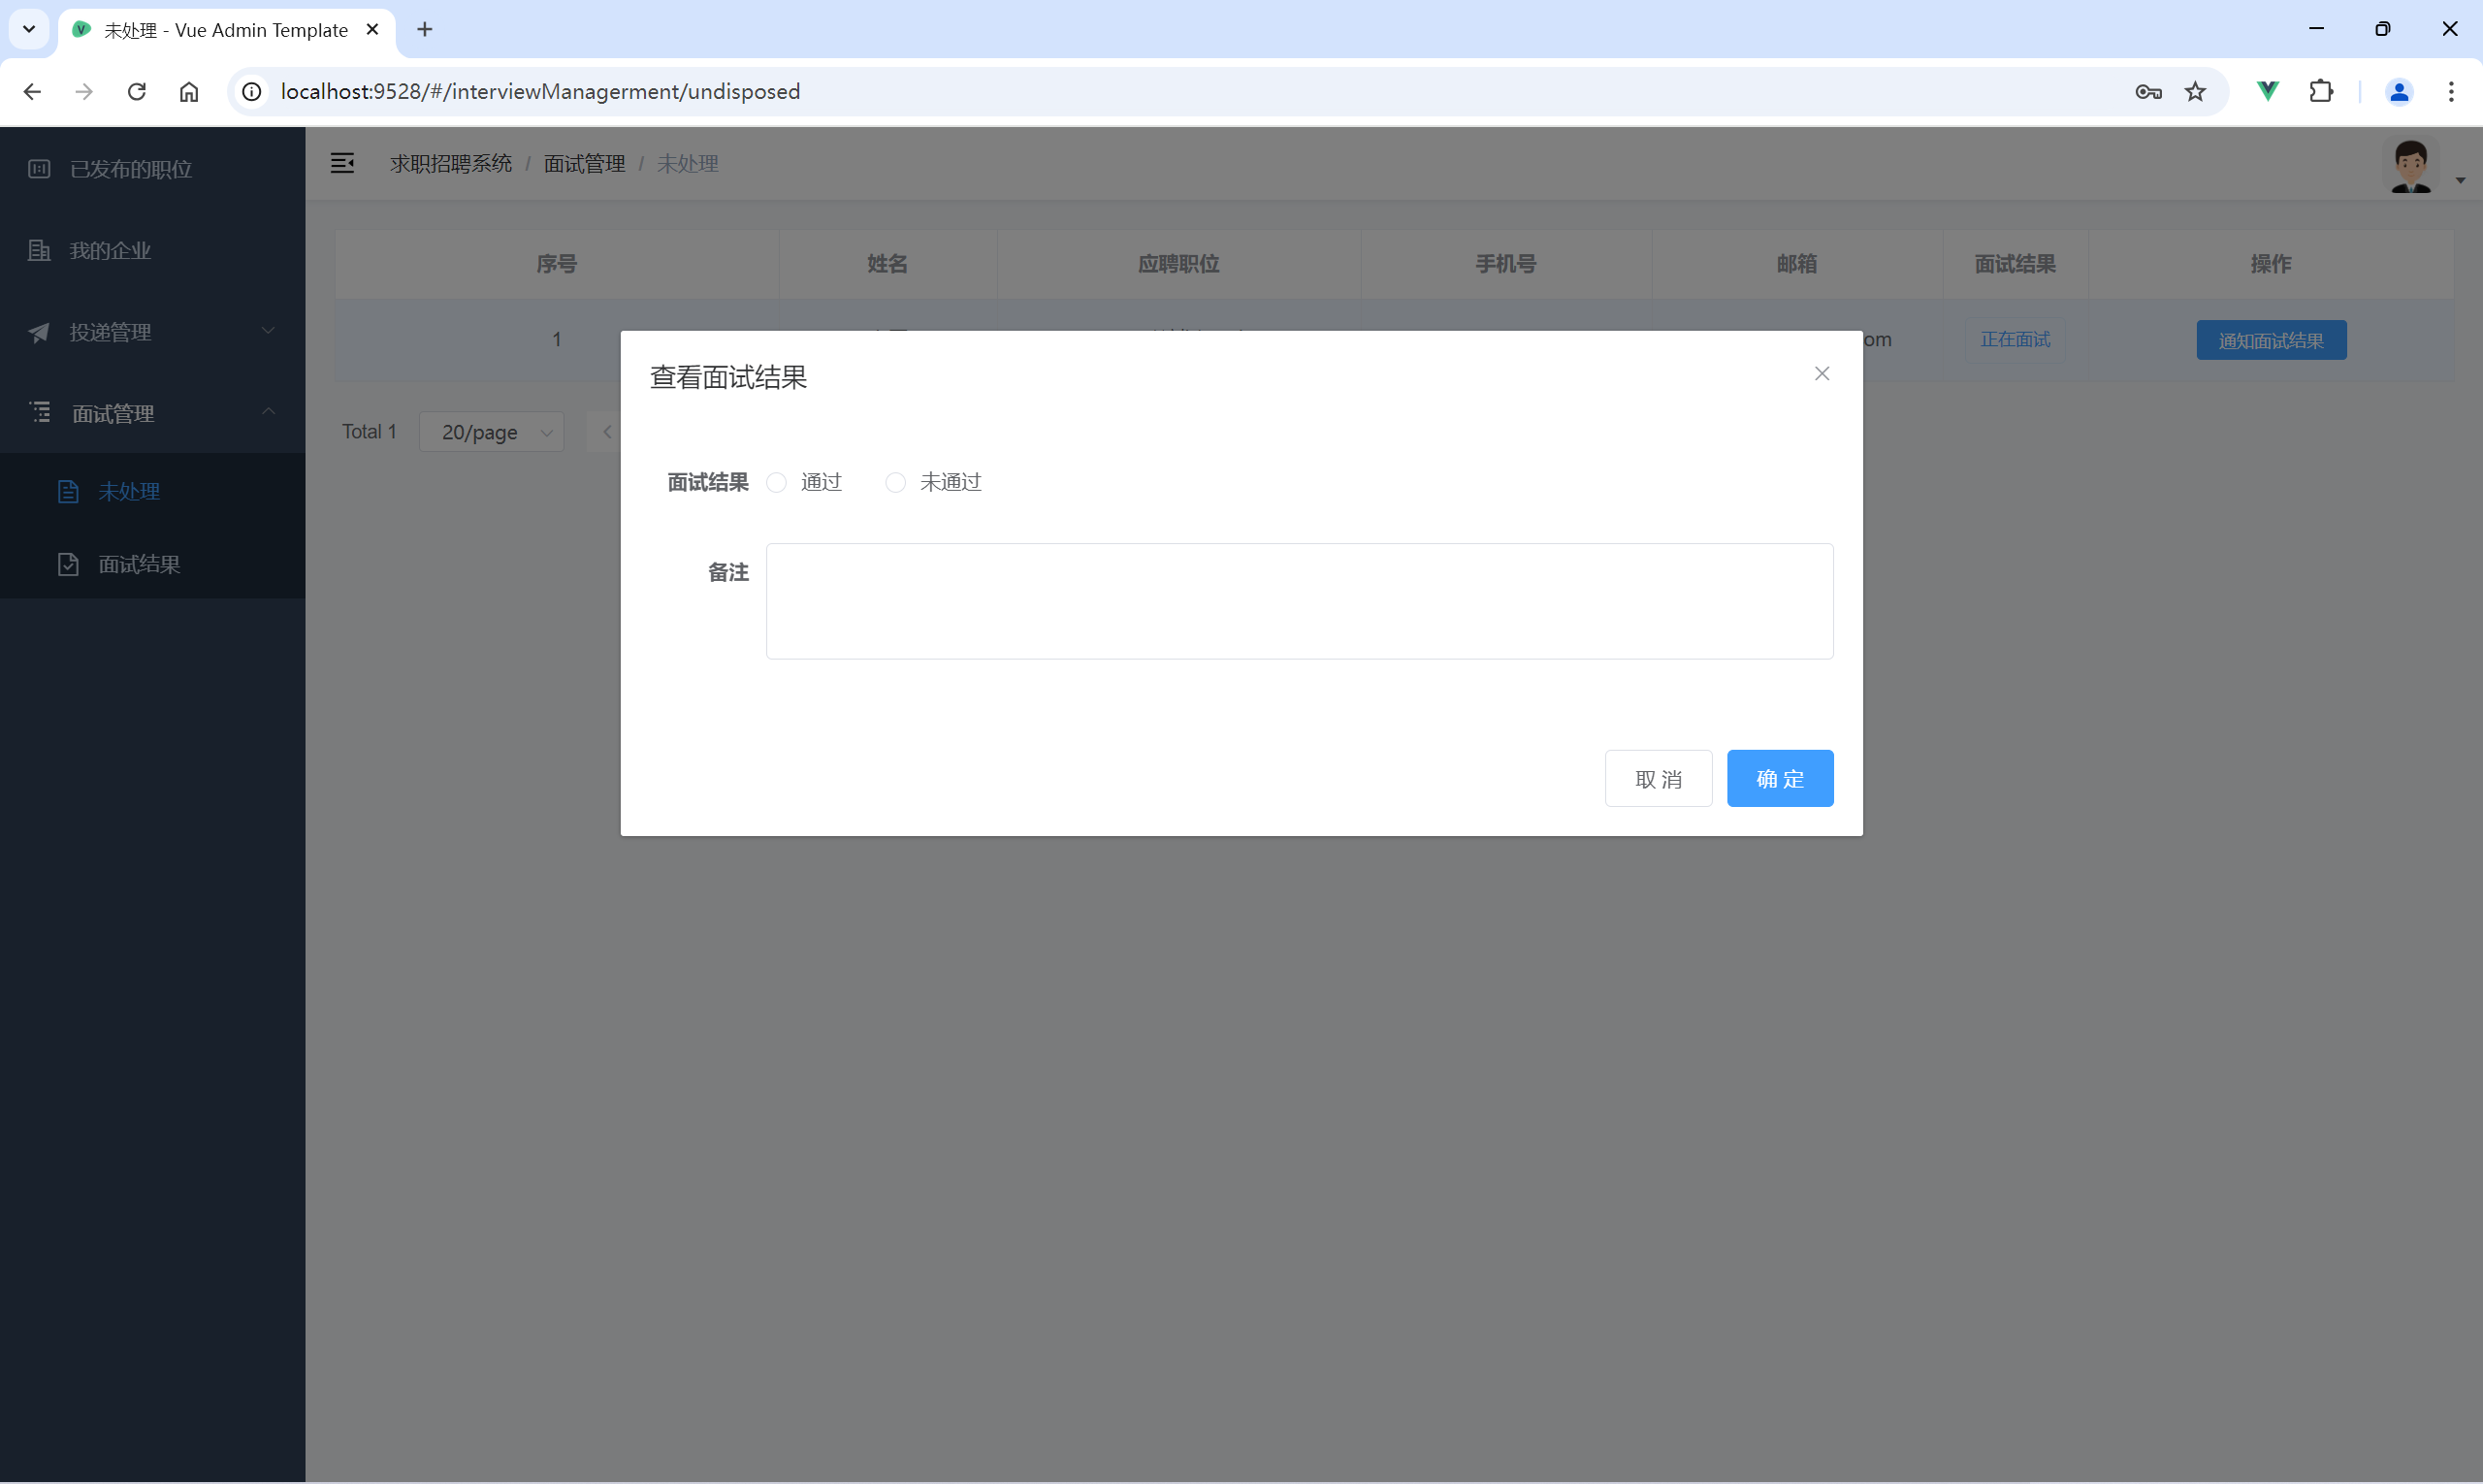 未处理 - Vue Admin Template
localhost:9528/#/interviewManagerment/undisposed
已发布的职位
我的企业
投递管理
面试管理
未处理
面试结果
求职招聘系统 / 面试管理 / 未处理
序号 姓名 应聘职位 手机号 邮箱 面试结果 操作
1 om 正在面试 通知面试结果
Total 1 20/page
查看面试结果
面试结果 通过 未通过
备注
取 消 确 定